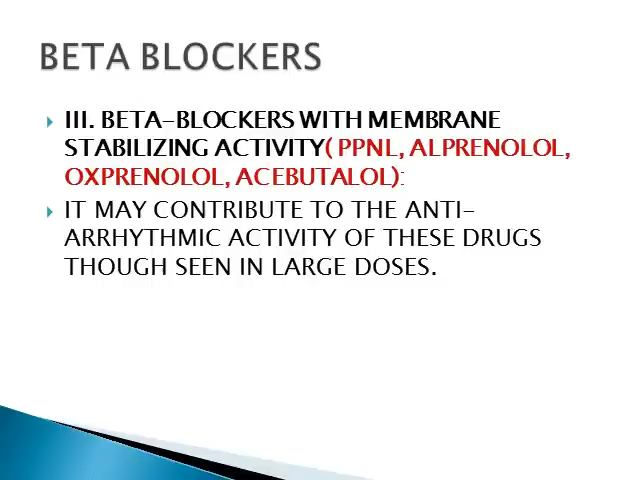 BETA BLOCKERS
III. BETA-BLOCKERS WITH MEMBRANE
STABILIZING ACTIVITY( PPNL, ALPRENOLOL,
OXPRENOLOL, ACEBUTALOL):
IT MAY CONTRIBUTE TO THE ANTI-
ARRHYTHMIC ACTIVITY OF THESE DRUGS
THOUGH SEEN IN LARGE DOSES.